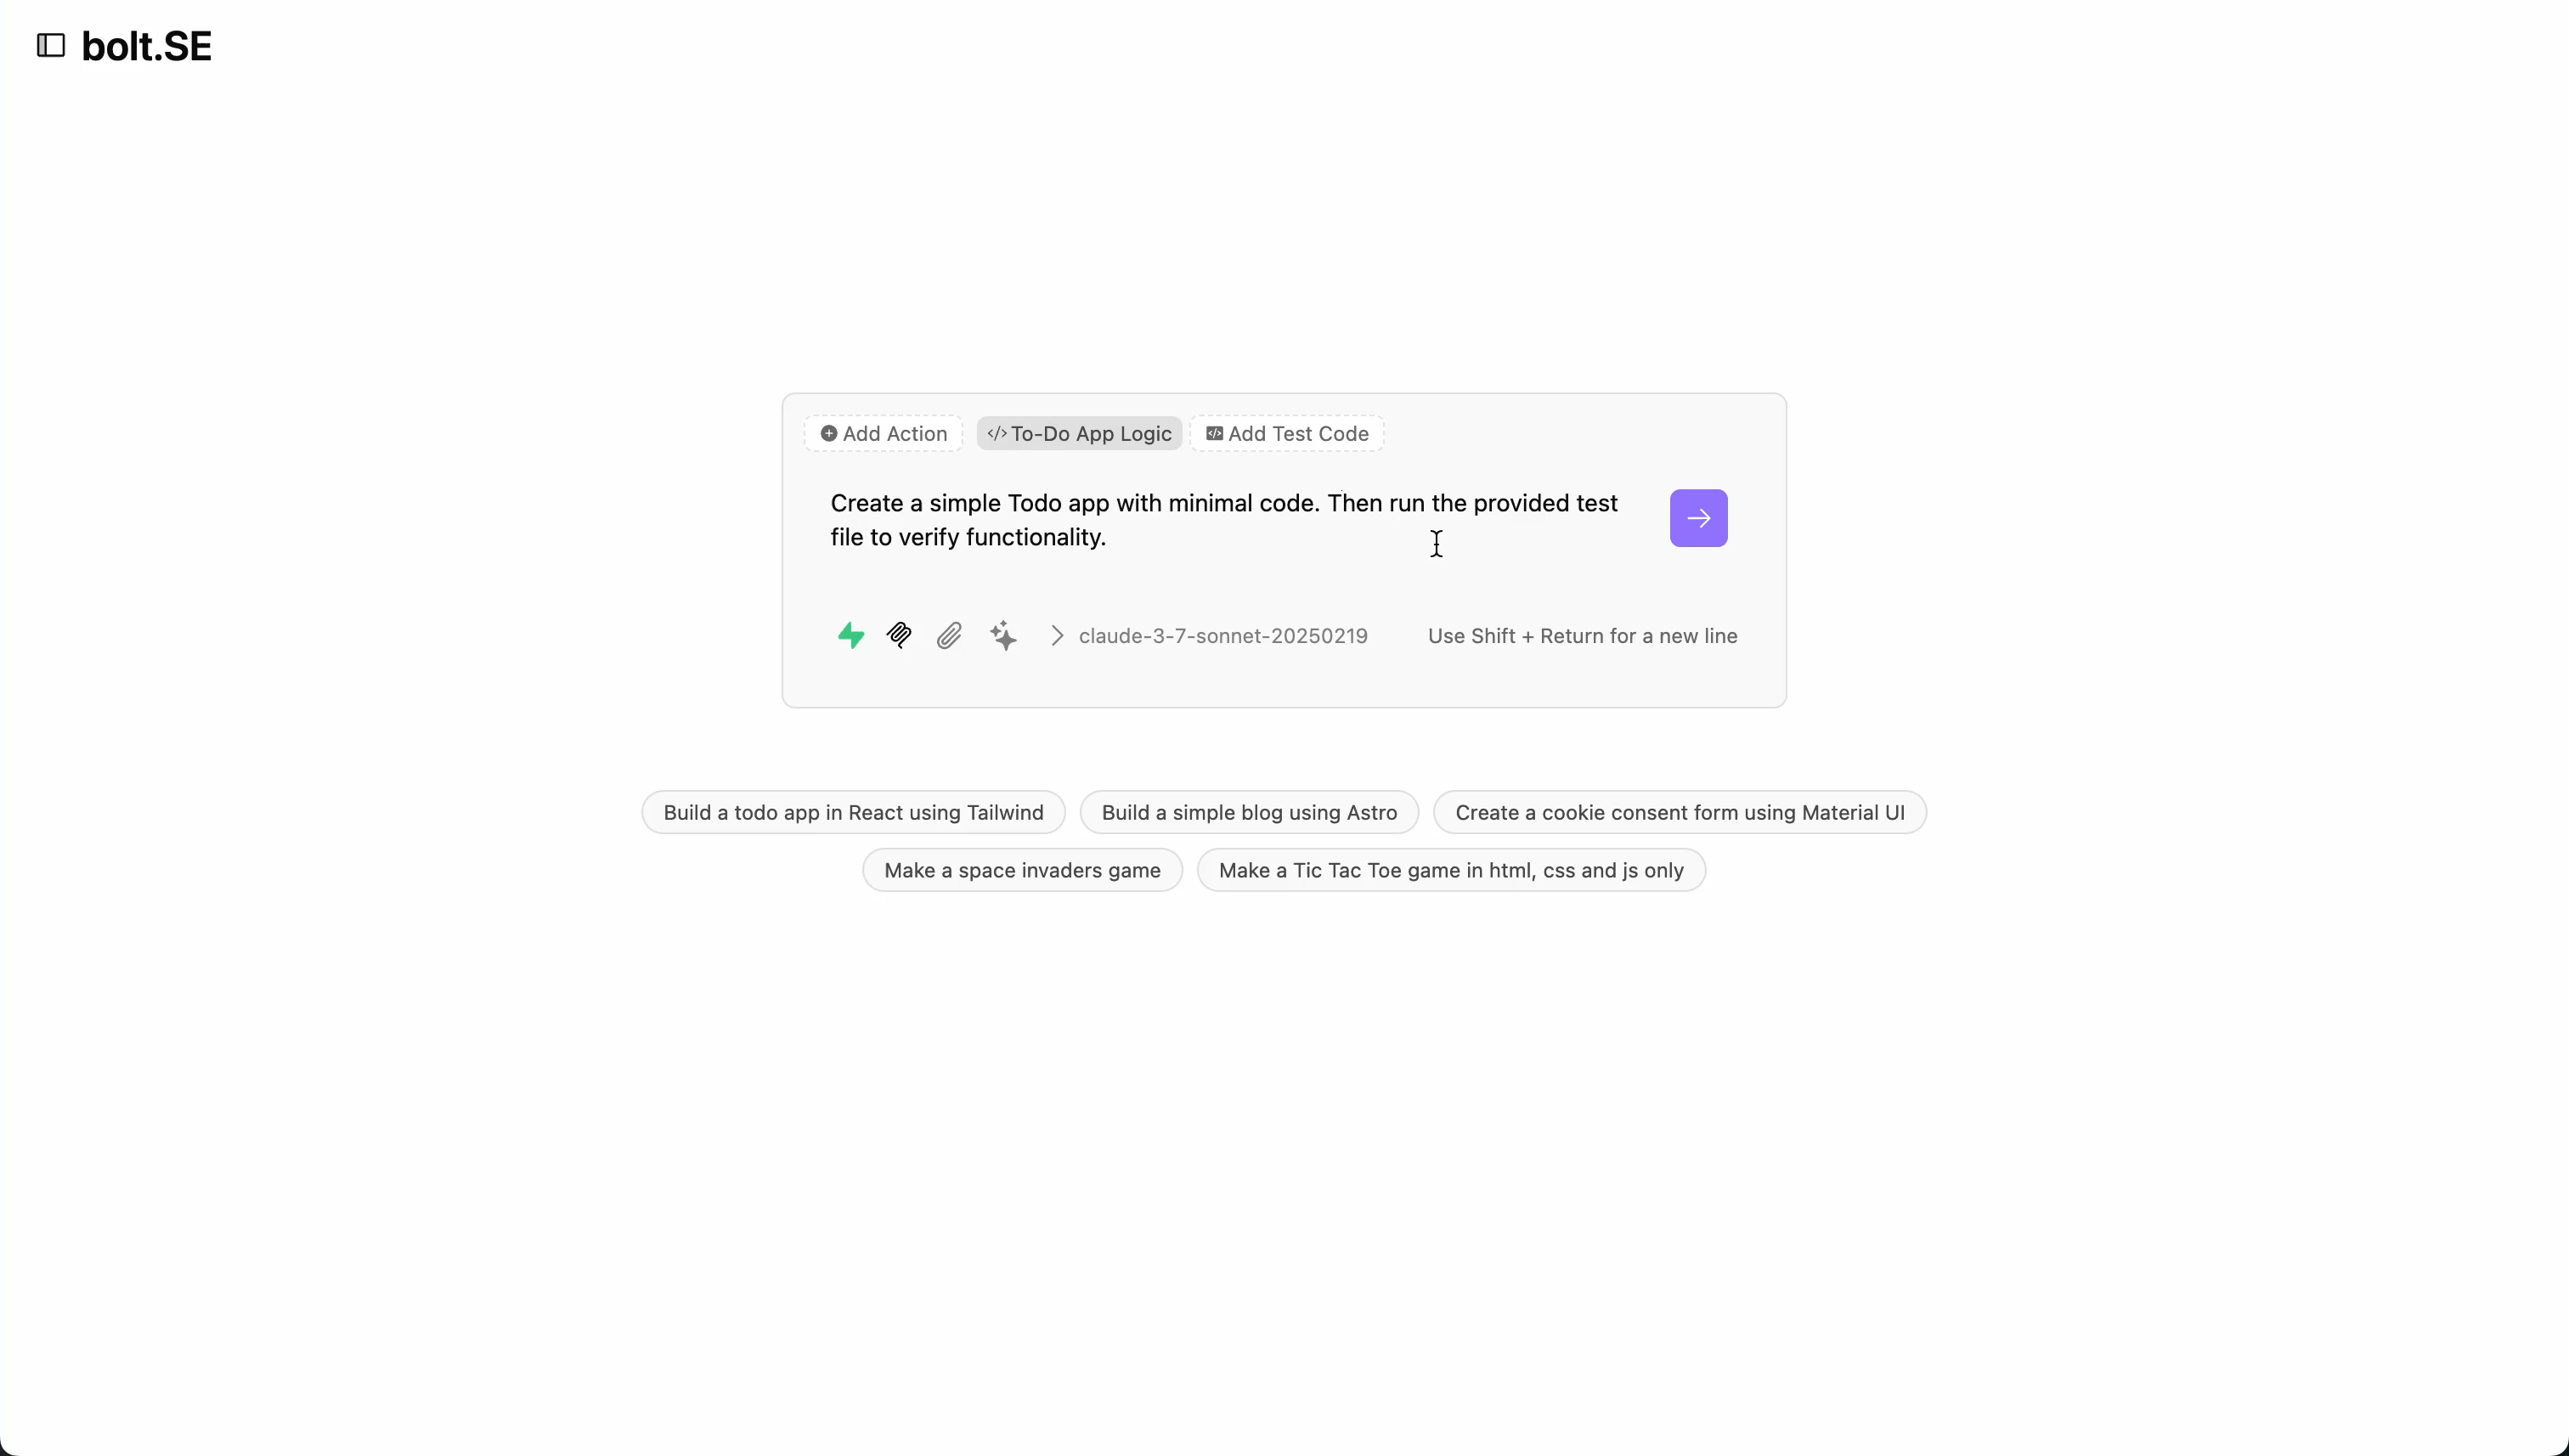 bolt.SE
Add Action
</> To-Do App Logic
Add Test Code
Create a simple Todo app with minimal code. Then run the provided test
file to verify functionality.
claude-3-7-sonnet-20250219
Use Shift + Return for a new line
Build a todo app in React using Tailwind
Build a simple blog using Astro
Create a cookie consent form using Material UI
Make a space invaders game
Make a Tic Tac Toe game in html, css and js only